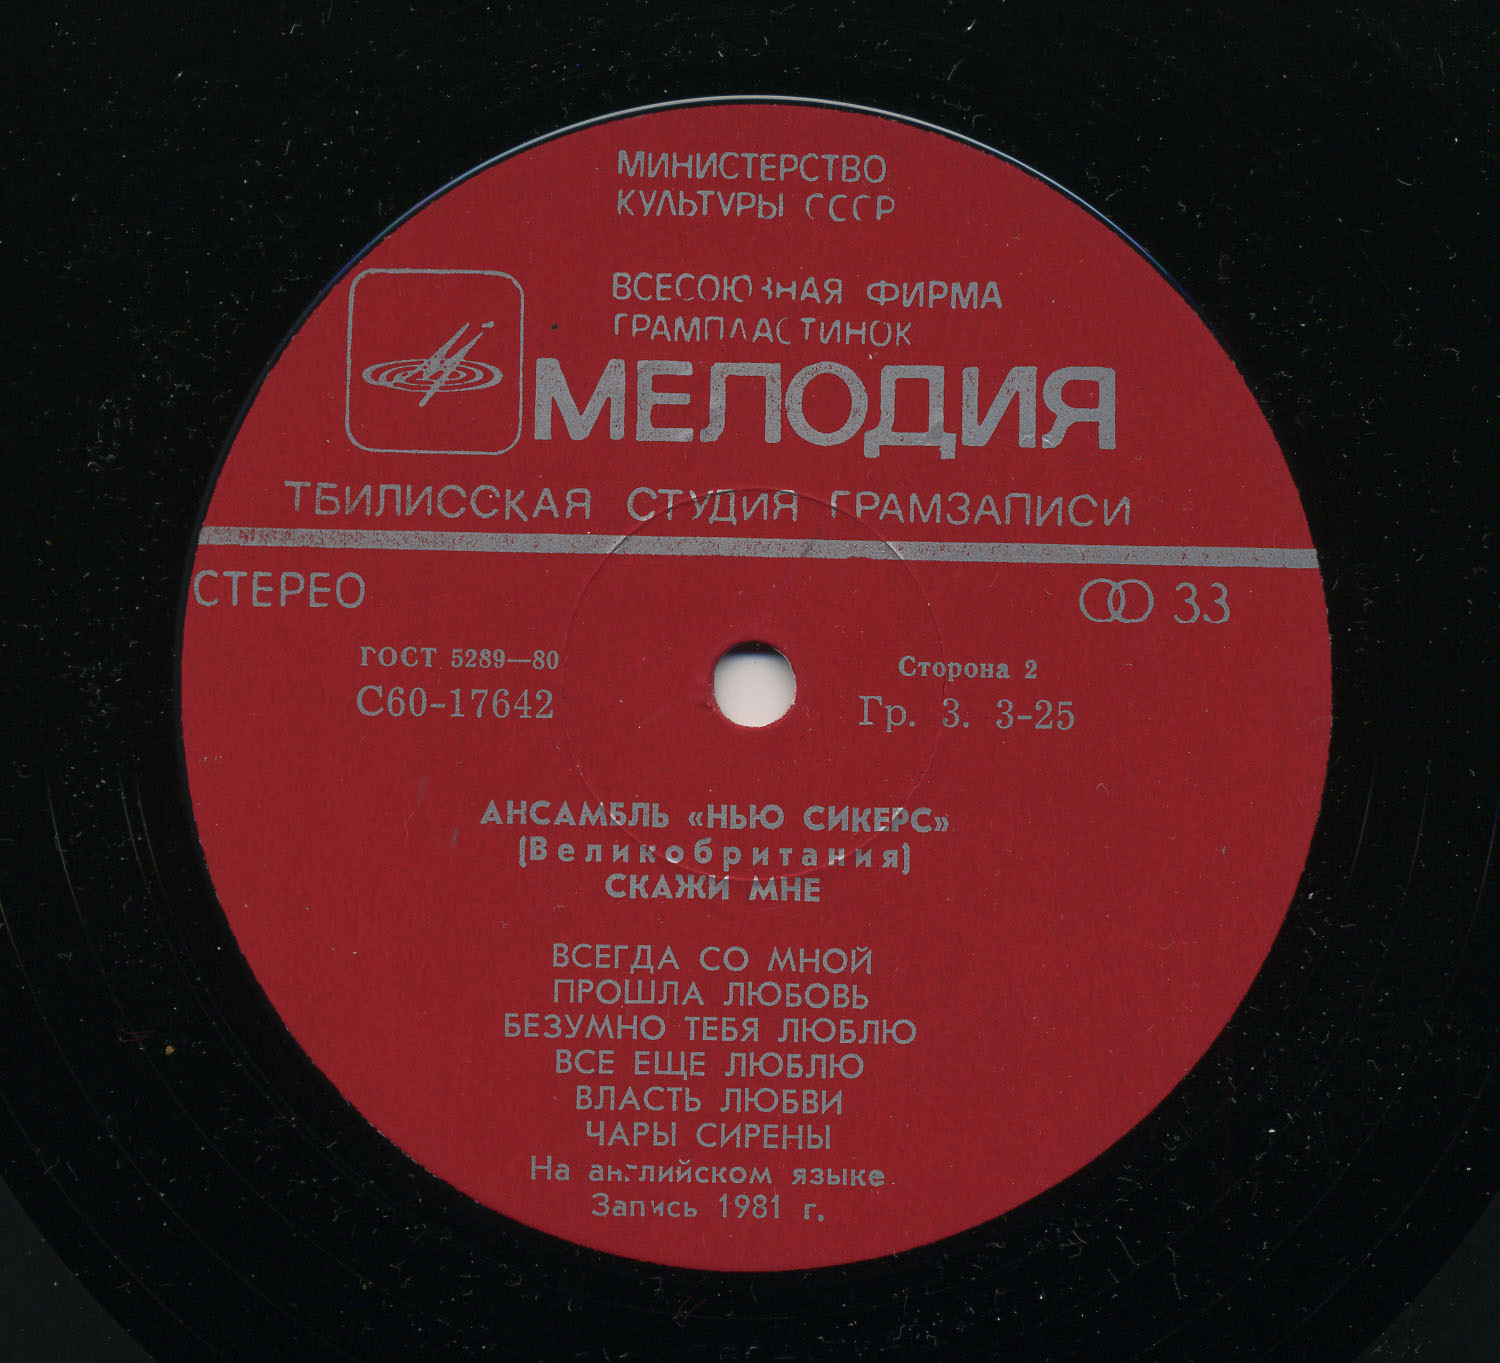 МИНИСТЕРСТВО
КУЛЬТУРЫ СССР
ВСЕСОЮЗНАЯ ФИРМА
ГРАМПЛАСТИНОК
МЕЛОДИЯ
ТБИЛИССКАЯ СТУДИЯ ГРАМЗАПИСИ
СТЕРЕО
33
ГОСТ 5289—80
С60-17642
Сторона 2
Гр. 3. 3-25
АНСАМБЛЬ «НЬЮ СИКЕРС»
(Великобритания)
СКАЖИ МНЕ
ВСЕГДА СО МНОЙ
ПРОШЛА ЛЮБОВЬ
БЕЗУМНО ТЕБЯ ЛЮБЛЮ
ВСЕ ЕЩЕ ЛЮБЛЮ
ВЛАСТЬ ЛЮБВИ
ЧАРЫ СИРЕНЫ
На английском языке
Запись 1981 г.